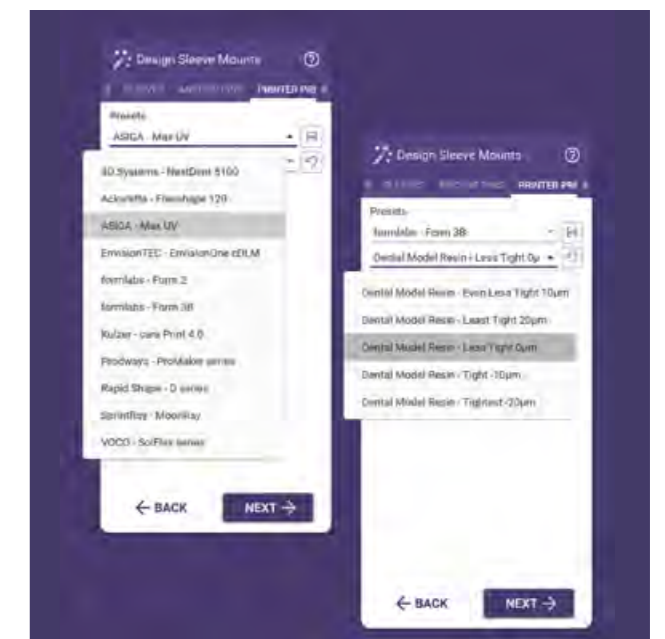 Design Sleeve Mounts
PRINTER PRE
Presets
ASIGA - Max UV
3D Systems - NextDent 5100
Ackuretta - Freeshape 120
ASIGA - Max UV
EnvisionTEC - EnvisionOne cDLM
formlabs - Form 2
formlabs - Form 3B
Kulzer - cara Print 4.0
Prodways - ProMaker series
Rapid Shape - D series
SprintRay - MoonRay
VOCO - SolFlex series
BACK NEXT
Design Sleeve Mounts
PRINTER PRE
Presets
formlabs - Form 3B
Dental Model Resin - Less Tight 0μ
Dental Model Resin - Even Less Tight 10μm
Dental Model Resin - Least Tight 20μm
Dental Model Resin - Less Tight 0μm
Dental Model Resin - Tight -10μm
Dental Model Resin - Tightest -20μm
BACK NEXT